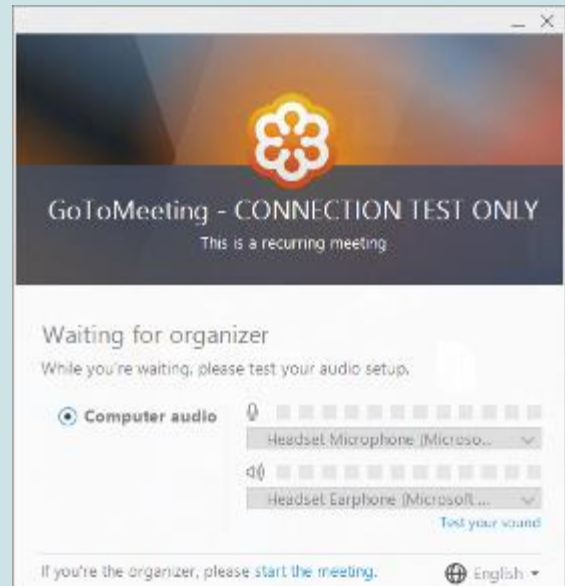 GoToMeeting - CONNECTION TEST ONLY
This is a recurring meeting
Waiting for organizer
While you're waiting, please test your audio setup.
Computer audio
Headset Microphone (Microso...
Headset Earphone (Microsoft ...
Test your sound
If you're the organizer, please start the meeting.
English